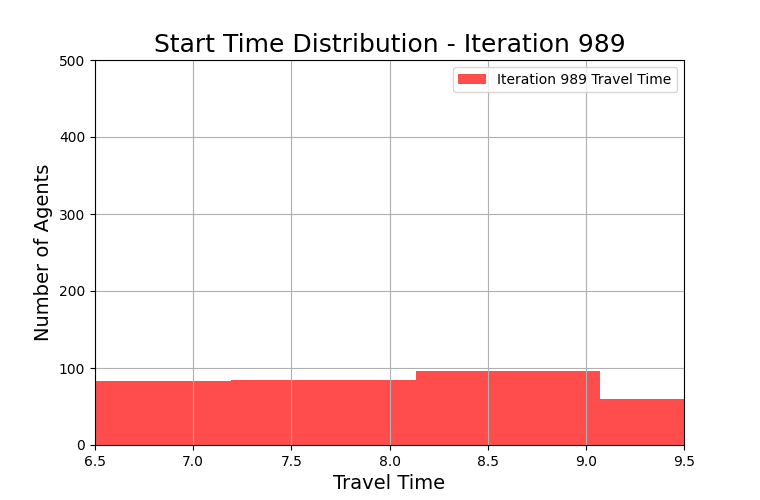 Start Time Distribution - Iteration 989
Iteration 989 Travel Time
Number of Agents
500
400
300
200
100
0
6.5 7.0 7.5 8.0 8.5 9.0 9.5
Travel Time